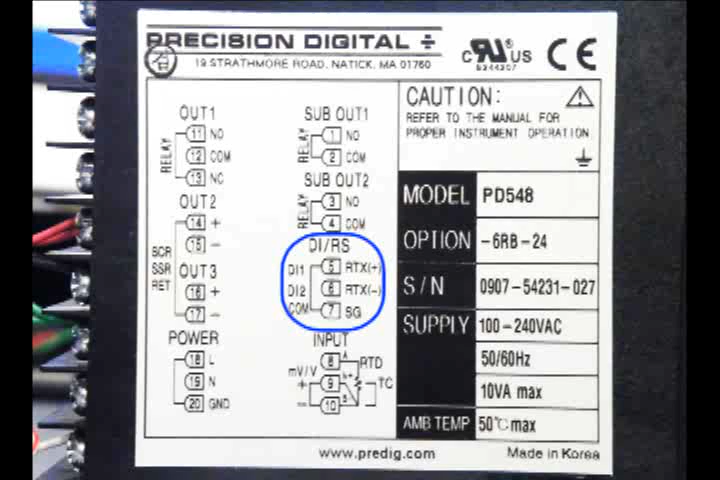 PRECISION DIGITAL
19 STRATHMORE ROAD, NATICK, MA 01760
C RU® US
E244207
CE
CAUTION:
REFER TO THE MANUAL FOR
PROPER INSTRUMENT OPERATION
OUT1
RELAY
11 NO
12 COM
13 NC
OUT2
14 +
15 -
SCR
SSR
RET
OUT3
16 +
17 -
POWER
18 L
19 N
20 GND
SUB OUT1
RELAY
1 NO
2 COM
SUB OUT2
RELAY
3 NO
4 COM
DI/RS
DI1 5 RTX(+)
DI2 6 RTX(-)
COM 7 SG
INPUT
8 A RTD
mV/V
+ 9
- 10 B
TC
MODEL PD548
OPTION -6RB-24
S/N 0907-54231-027
SUPPLY 100-240VAC
50/60Hz
10VA max
AMB TEMP 50℃ max
www.predig.com
Made in Korea